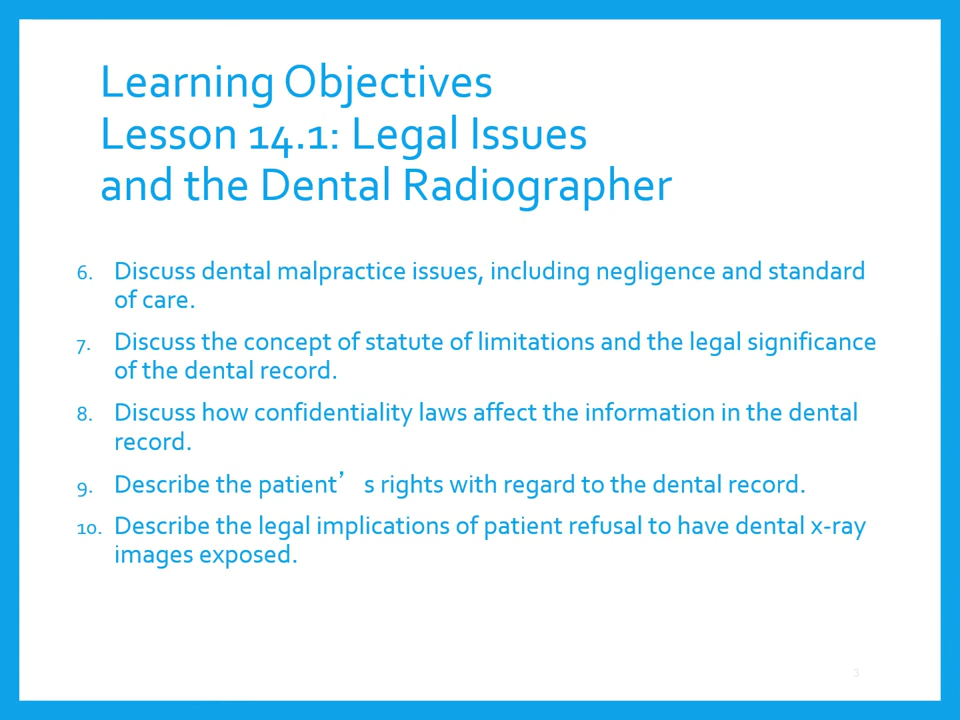 Learning Objectives
Lesson 14.1: Legal Issues
and the Dental Radiographer
6. Discuss dental malpractice issues, including negligence and standard
of care.
7. Discuss the concept of statute of limitations and the legal significance
of the dental record.
8. Discuss how confidentiality laws affect the information in the dental
record.
9. Describe the patient’ s rights with regard to the dental record.
10. Describe the legal implications of patient refusal to have dental x-ray
images exposed.
3